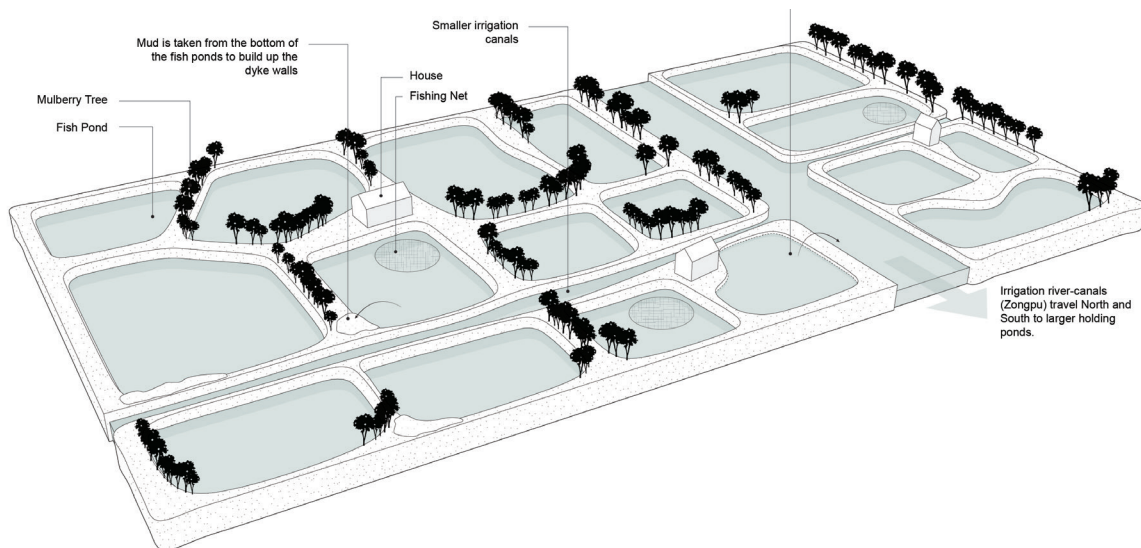 Smaller irrigation
canals
Mud is taken from the bottom of
the fish ponds to build up the
dyke walls
House
Fishing Net
Mulberry Tree
Fish Pond
Irrigation river-canals
(Zongpu) travel North and
South to larger holding
ponds.